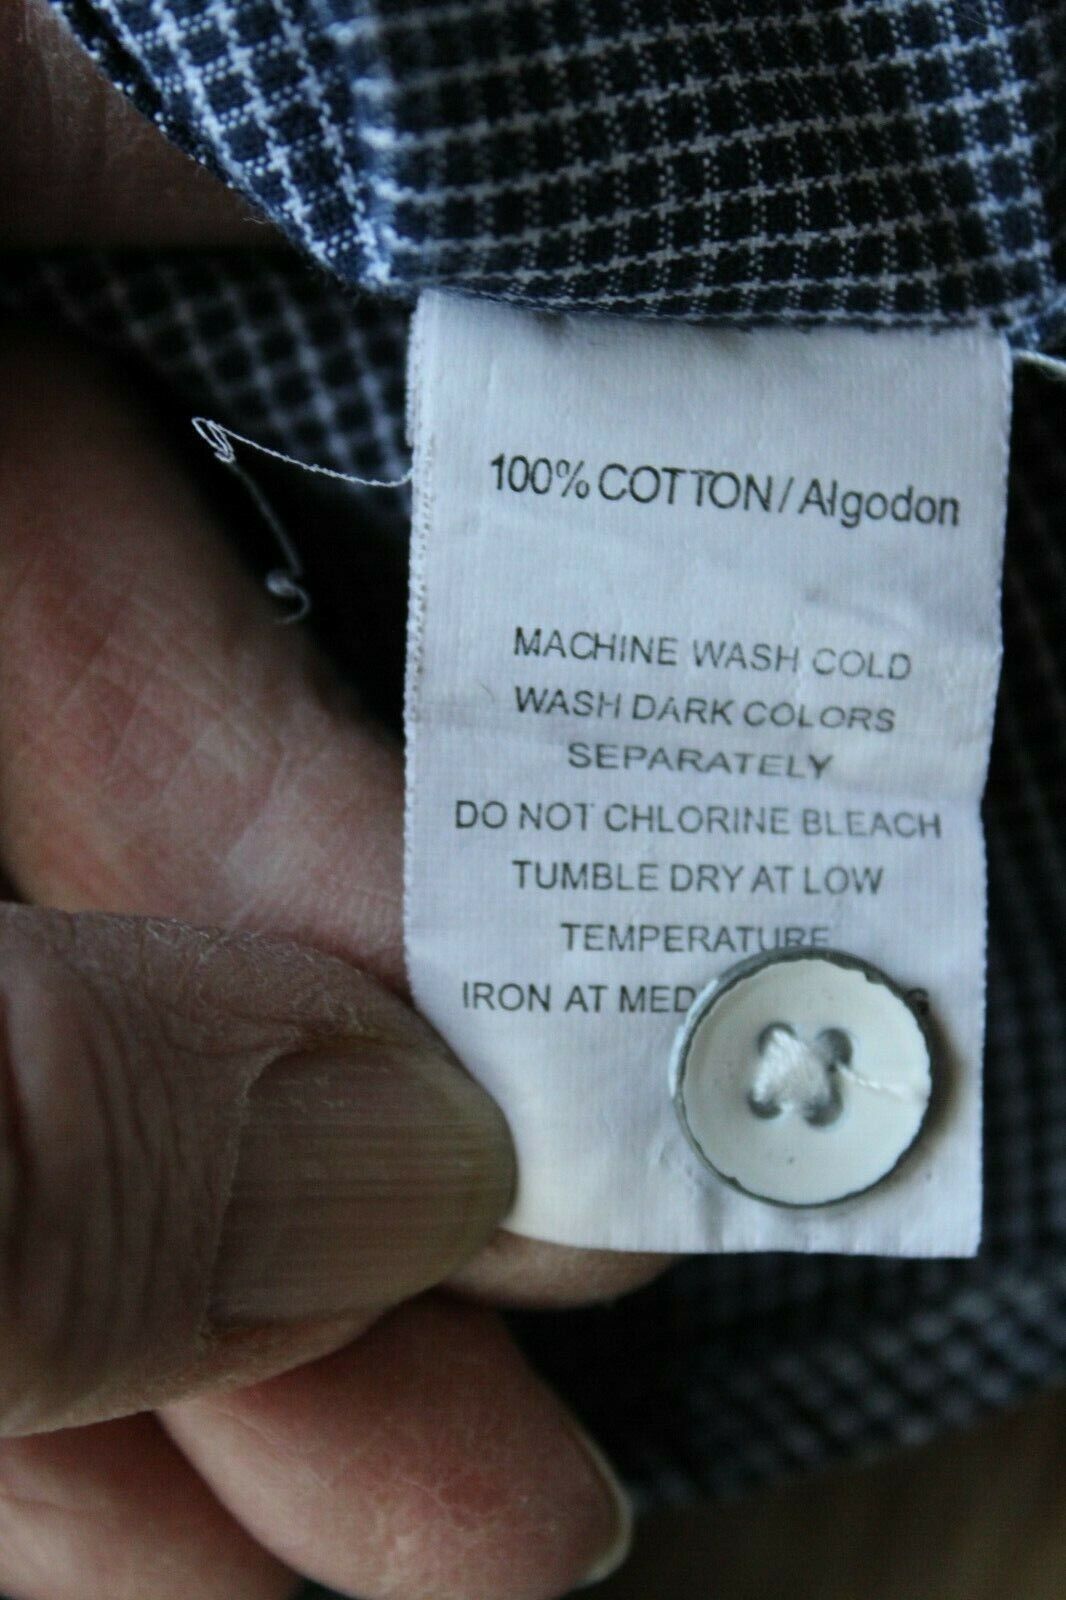 100% COTTON / Algodon
MACHINE WASH COLD
WASH DARK COLORS
SEPARATELY
DO NOT CHLORINE BLEACH
TUMBLE DRY AT LOW
TEMPERATURE
IRON AT MED